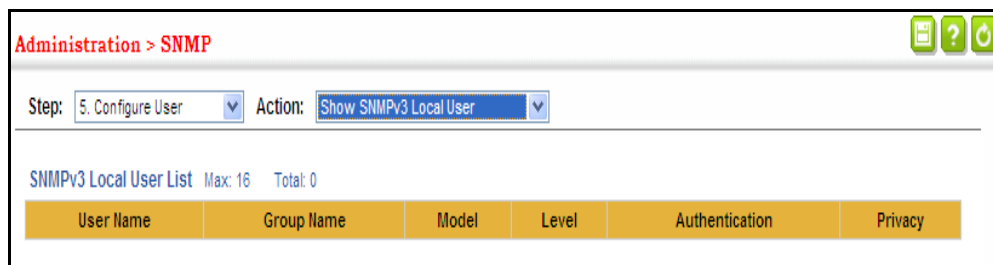 Administration > SNMP
?
Step: 5. Configure User Action: Show SNMPv3 Local User
SNMPv3 Local User List Max: 16 Total: 0
User Name Group Name Model Level Authentication Privacy